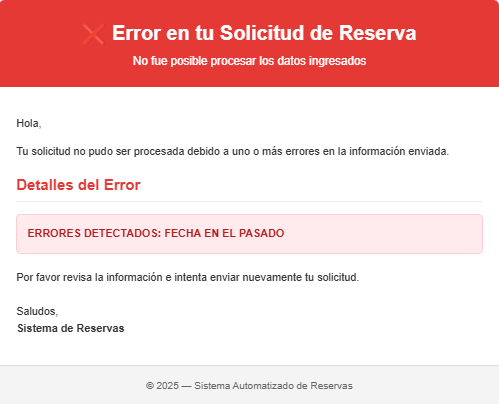 ❌ Error en tu Solicitud de Reserva
No fue posible procesar los datos ingresados
Hola,
Tu solicitud no pudo ser procesada debido a uno o más errores en la información enviada.
Detalles del Error
ERRORES DETECTADOS: FECHA EN EL PASADO
Por favor revisa la información e intenta enviar nuevamente tu solicitud.
Saludos,
Sistema de Reservas
© 2025 — Sistema Automatizado de Reservas